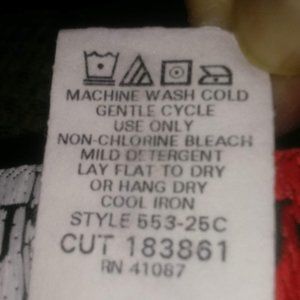 MACHINE WASH COLD
GENTLE CYCLE
USE ONLY
NON-CHLORINE BLEACH
MILD DETERGENT
LAY FLAT TO DRY
OR HANG DRY
COOL IRON
STYLE 553-25C
CUT 183861
RN 41087